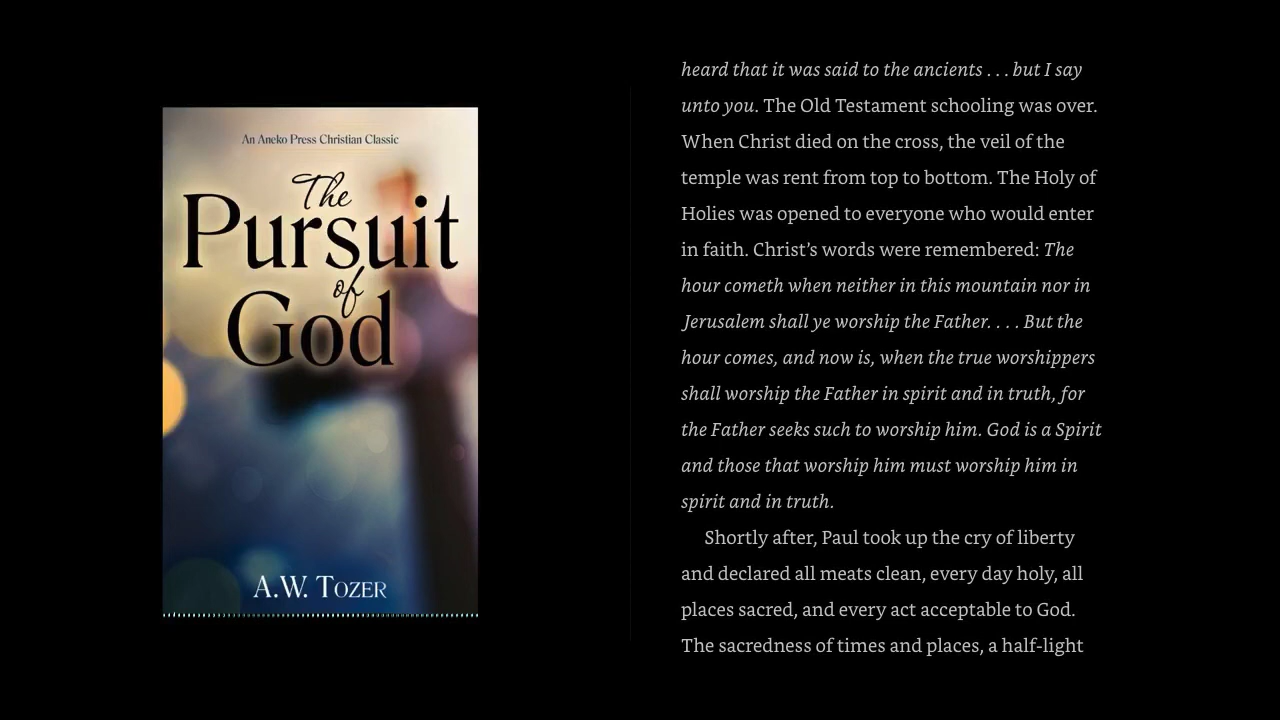 An Aneko Press Christian Classic
The
Pursuit
of
God
A.W. Tozer
heard that it was said to the ancients . . . but I say
unto you. The Old Testament schooling was over.
When Christ died on the cross, the veil of the
temple was rent from top to bottom. The Holy of
Holies was opened to everyone who would enter
in faith. Christ’s words were remembered: The
hour cometh when neither in this mountain nor in
Jerusalem shall ye worship the Father. . . . But the
hour comes, and now is, when the true worshippers
shall worship the Father in spirit and in truth, for
the Father seeks such to worship him. God is a Spirit
and those that worship him must worship him in
spirit and in truth.
Shortly after, Paul took up the cry of liberty
and declared all meats clean, every day holy, all
places sacred, and every act acceptable to God.
The sacredness of times and places, a half-light